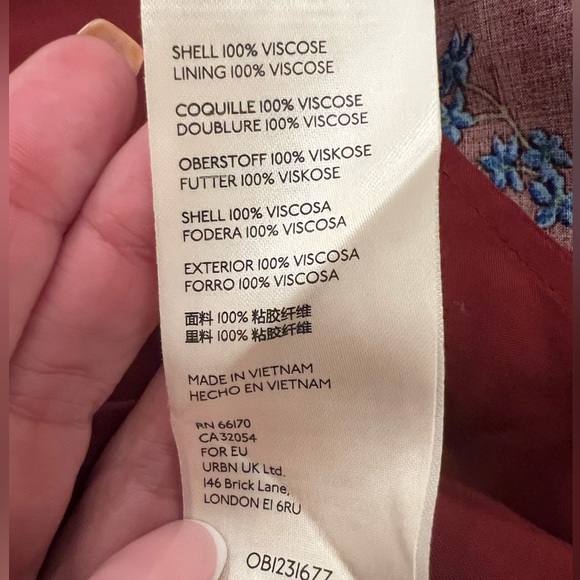 SHELL 100% VISCOSE
LINING 100% VISCOSE
COQUILLE 100% VISCOSE
DOUBLURE 100% VISCOSE
OBERSTOFF 100% VISKOSE
FUTTER 100% VISKOSE
SHELL 100% VISCOSA
FODERA 100% VISCOSA
EXTERIOR 100% VISCOSA
FORRO 100% VISCOSA
面料 100% 粘胶纤维
里料 100% 粘胶纤维
MADE IN VIETNAM
HECHO EN VIETNAM
RN 66170
CA 32054
FOR EU
URBN UK Ltd.
146 Brick Lane,
LONDON E1 6RU
OB1231677